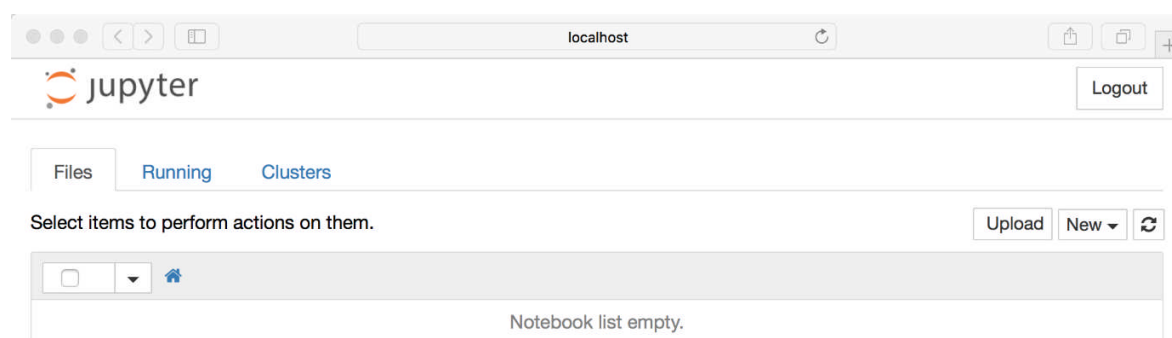 localhost
jupyter
Logout
Files Running Clusters
Select items to perform actions on them.
Upload New
Notebook list empty.